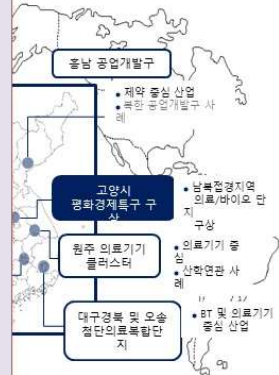 흥남 공업개발구
• 제약 중심 산업
• 북한 공업개발구 사
례
고양시
평화경제특구 구
상
• 남북접경지역
의료/바이오 단
지
구상
원주 의료기기
클러스터
• 의료기기 중
심
• 산학연관 사
례
대구경북 및 오송
첨단의료복합단
지
• BT 및 의료기기
중심 산업